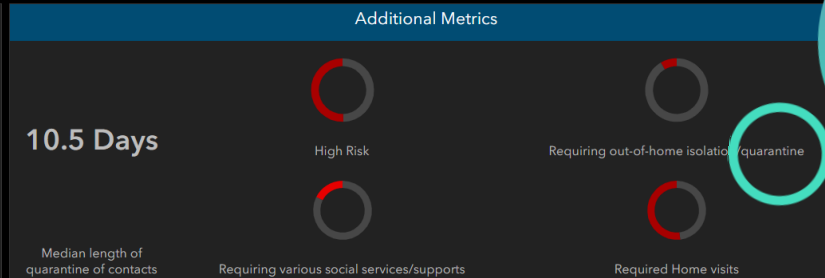 Additional Metrics
10.5 Days
Median length of
quarantine of contacts
High Risk
Requiring out-of-home isolation/quarantine
Requiring various social services/supports
Required Home visits